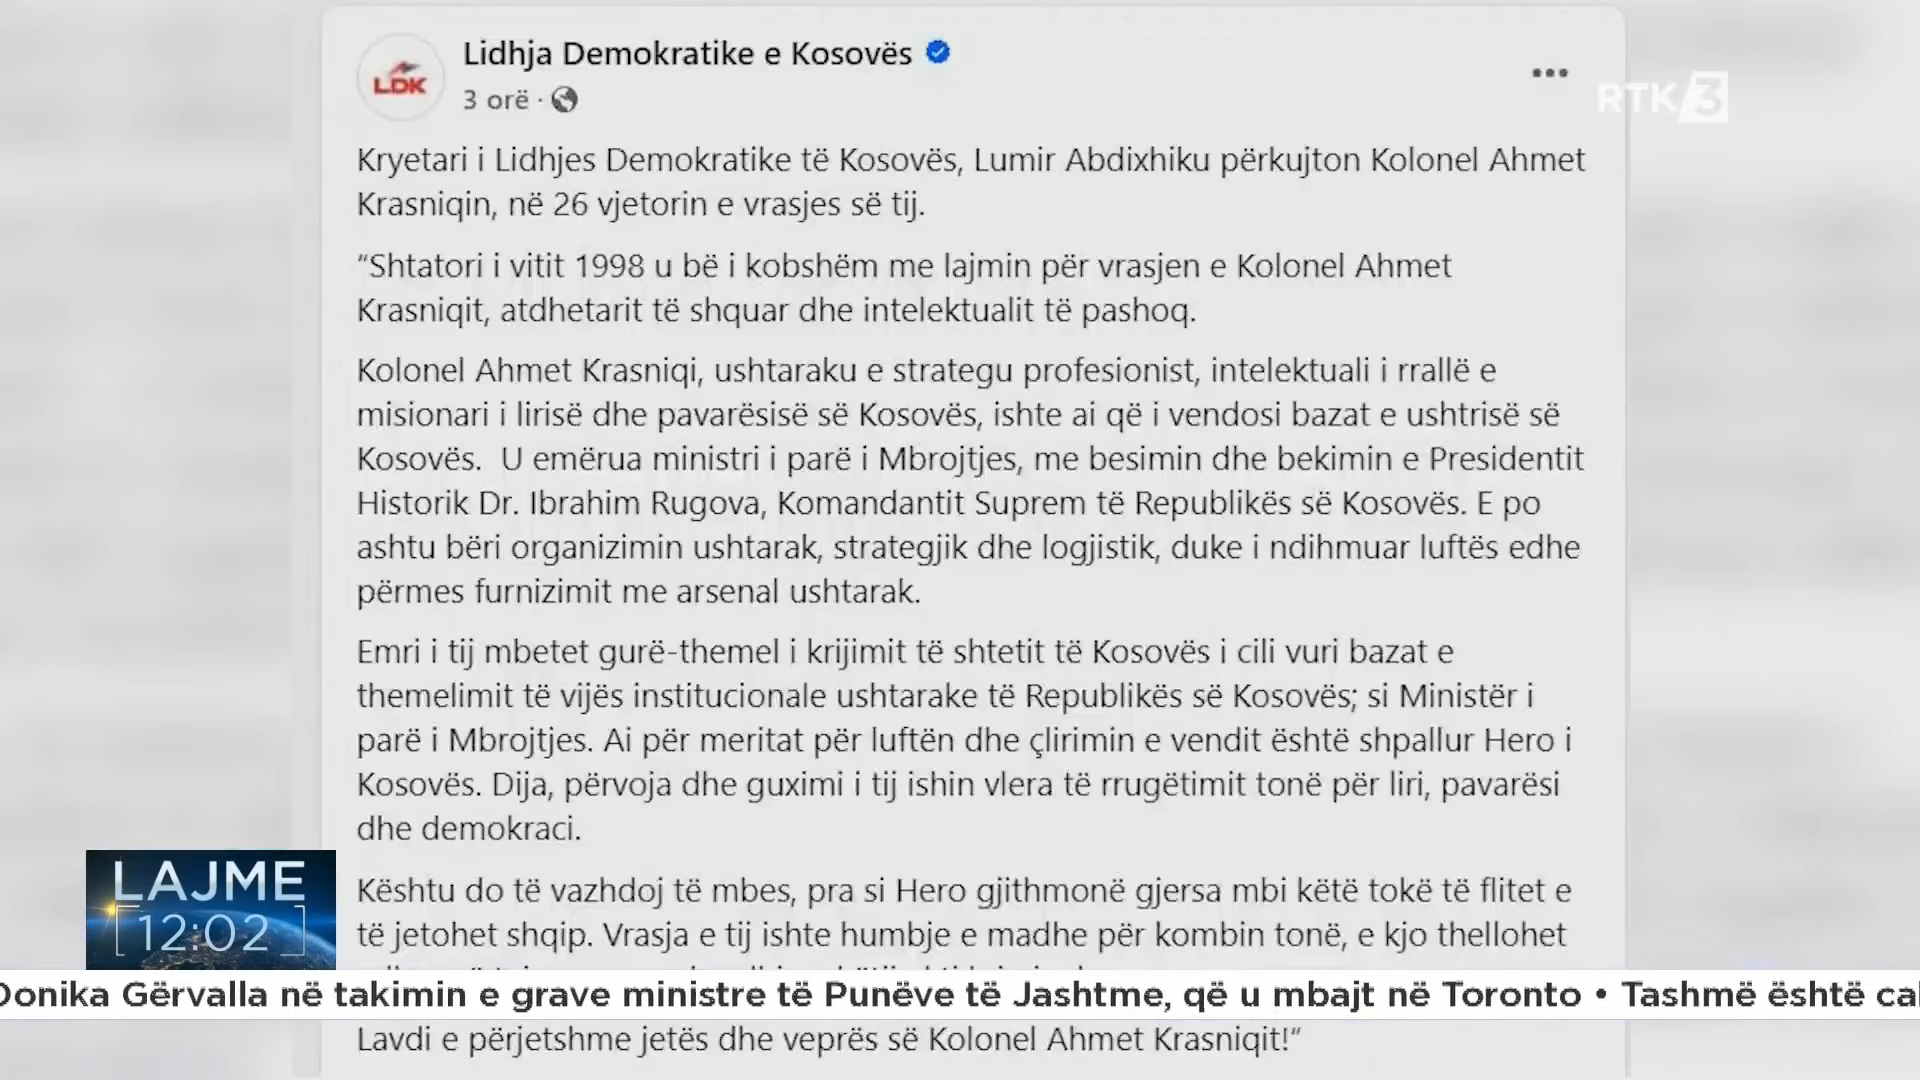 Lidhja Demokratike e Kosovës
LDK
3 orë ·
RTK 3
Kryetari i Lidhjes Demokratike të Kosovës, Lumir Abdixhiku përkujton Kolonel Ahmet
Krasniqin, në 26 vjetorin e vrasjes së tij.
“Shtatori i vitit 1998 u bë i kobshëm me lajmin për vrasjen e Kolonel Ahmet
Krasniqit, atdhetarit të shquar dhe intelektualit të pashoq.
Kolonel Ahmet Krasniqi, ushtaraku e strategu profesionist, intelektuali i rrallë e
misionari i lirisë dhe pavarësisë së Kosovës, ishte ai që i vendosi bazat e ushtrisë së
Kosovës.  U emërua ministri i parë i Mbrojtjes, me besimin dhe bekimin e Presidentit
Historik Dr. Ibrahim Rugova, Komandantit Suprem të Republikës së Kosovës. E po
ashtu bëri organizimin ushtarak, strategjik dhe logjistik, duke i ndihmuar luftës edhe
përmes furnizimit me arsenal ushtarak.
Emri i tij mbetet gurë-themel i krijimit të shtetit të Kosovës i cili vuri bazat e
themelimit të vijës institucionale ushtarake të Republikës së Kosovës; si Ministër i
parë i Mbrojtjes. Ai për meritat për luftën dhe çlirimin e vendit është shpallur Hero i
Kosovës. Dija, përvoja dhe guximi i tij ishin vlera të rrugëtimit tonë për liri, pavarësi
dhe demokraci.
Kështu do të vazhdoj të mbes, pra si Hero gjithmonë gjersa mbi këtë tokë të flitet e
të jetohet shqip. Vrasja e tij ishte humbje e madhe për kombin tonë, e kjo thellohet
LAJME
12:02
Donika Gërvalla në takimin e grave ministre të Punëve të Jashtme, që u mbajt në Toronto • Tashmë është
Lavdi e përjetshme jetës dhe veprës së Kolonel Ahmet Krasniqit!”